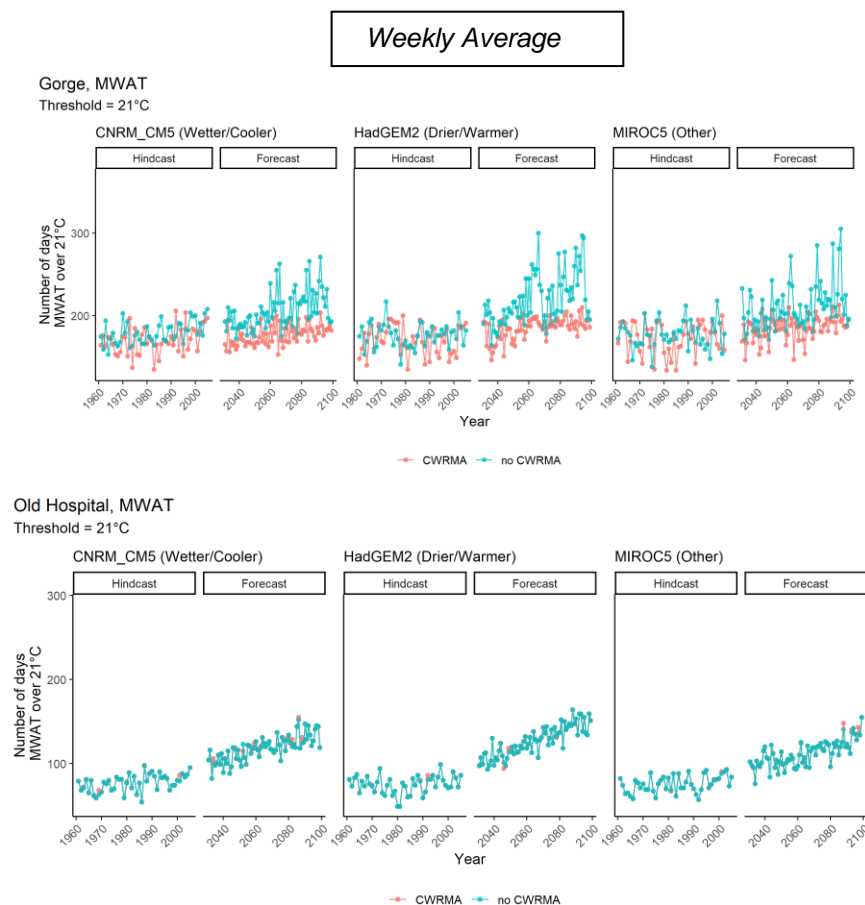 Weekly Average
Gorge, MWAT
Threshold = 21°C
CNRM_CM5 (Wetter/Cooler)
HadGEM2 (Drier/Warmer)
MIROC5 (Other)
Hindcast
Forecast
Hindcast
Forecast
Hindcast
Forecast
Number of days
MWAT over 21°C
300
200
1960 1970 1980 1990 2000 2040 2060 2080 2100 1960 1970 1980 1990 2000 2040 2060 2080 2100 1960 1970 1980 1990 2000 2040 2060 2080 2100
Year
CWRMA no CWRMA
Old Hospital, MWAT
Threshold = 21°C
CNRM_CM5 (Wetter/Cooler)
HadGEM2 (Drier/Warmer)
MIROC5 (Other)
Hindcast
Forecast
Hindcast
Forecast
Hindcast
Forecast
Number of days
MWAT over 21°C
300
200
100
1960 1970 1980 1990 2000 2040 2060 2080 2100 1960 1970 1980 1990 2000 2040 2060 2080 2100 1960 1970 1980 1990 2000 2040 2060 2080 2100
Year
CWRMA no CWRMA